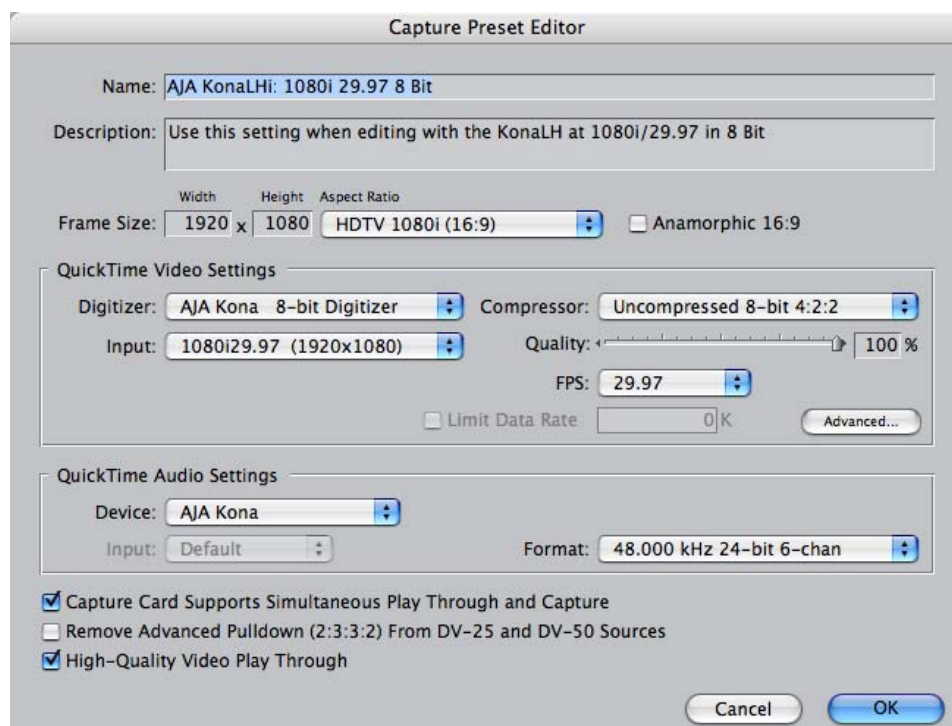 Capture Preset Editor
Name: AJA KonaLHi: 1080i 29.97 8 Bit
Description: Use this setting when editing with the KonaLH at 1080i/29.97 in 8 Bit
Width Height Aspect Ratio
Frame Size: 1920 x 1080 HDTV 1080i (16:9) Anamorphic 16:9
QuickTime Video Settings
Digitizer: AJA Kona 8-bit Digitizer Compressor: Uncompressed 8-bit 4:2:2
Input: 1080i29.97 (1920x1080) Quality: 100 %
FPS: 29.97
Limit Data Rate 0 K Advanced...
QuickTime Audio Settings
Device: AJA Kona
Input: Default Format: 48.000 kHz 24-bit 6-chan
Capture Card Supports Simultaneous Play Through and Capture
Remove Advanced Pulldown (2:3:3:2) From DV-25 and DV-50 Sources
High-Quality Video Play Through
Cancel OK